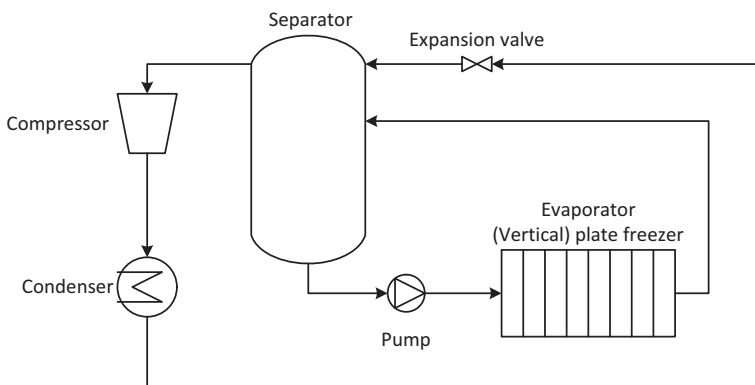 Separator
Expansion valve
Compressor
Evaporator
(Vertical) plate freezer
Condenser
Pump